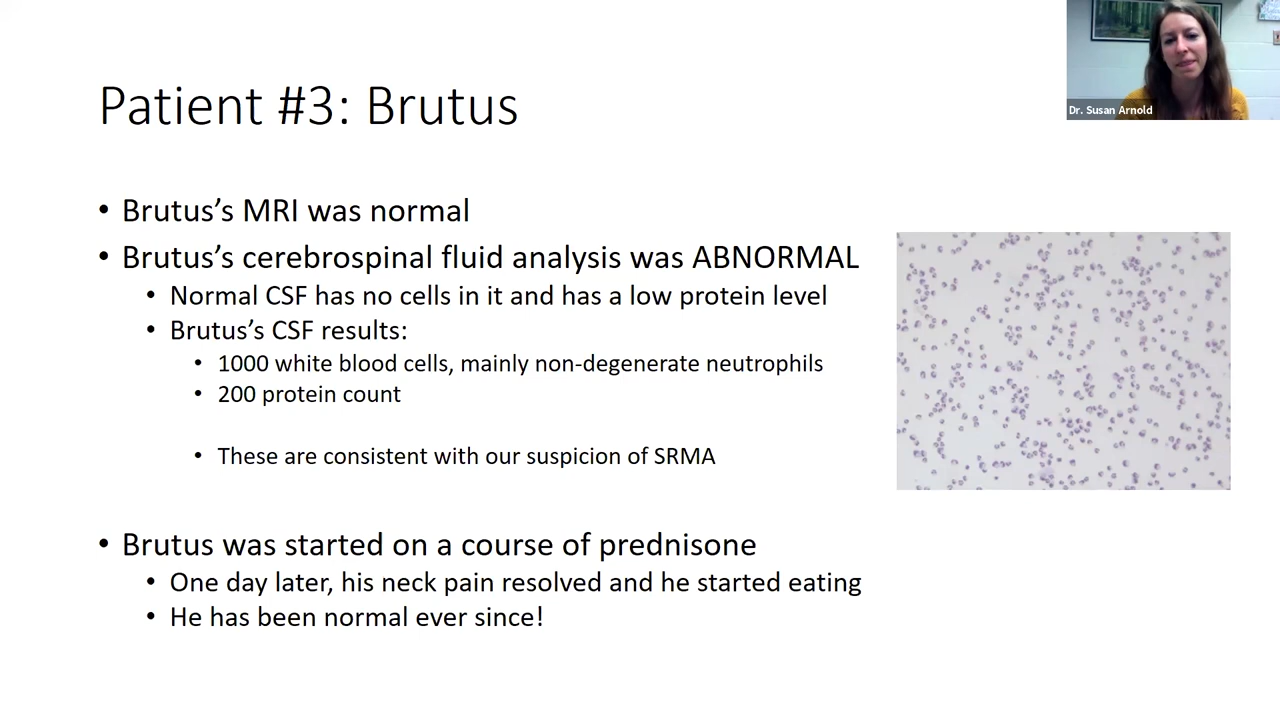 Patient #3: Brutus
Dr. Susan Arnold
• Brutus’s MRI was normal
• Brutus’s cerebrospinal fluid analysis was ABNORMAL
• Normal CSF has no cells in it and has a low protein level
• Brutus’s CSF results:
• 1000 white blood cells, mainly non-degenerate neutrophils
• 200 protein count
• These are consistent with our suspicion of SRMA
• Brutus was started on a course of prednisone
• One day later, his neck pain resolved and he started eating
• He has been normal ever since!